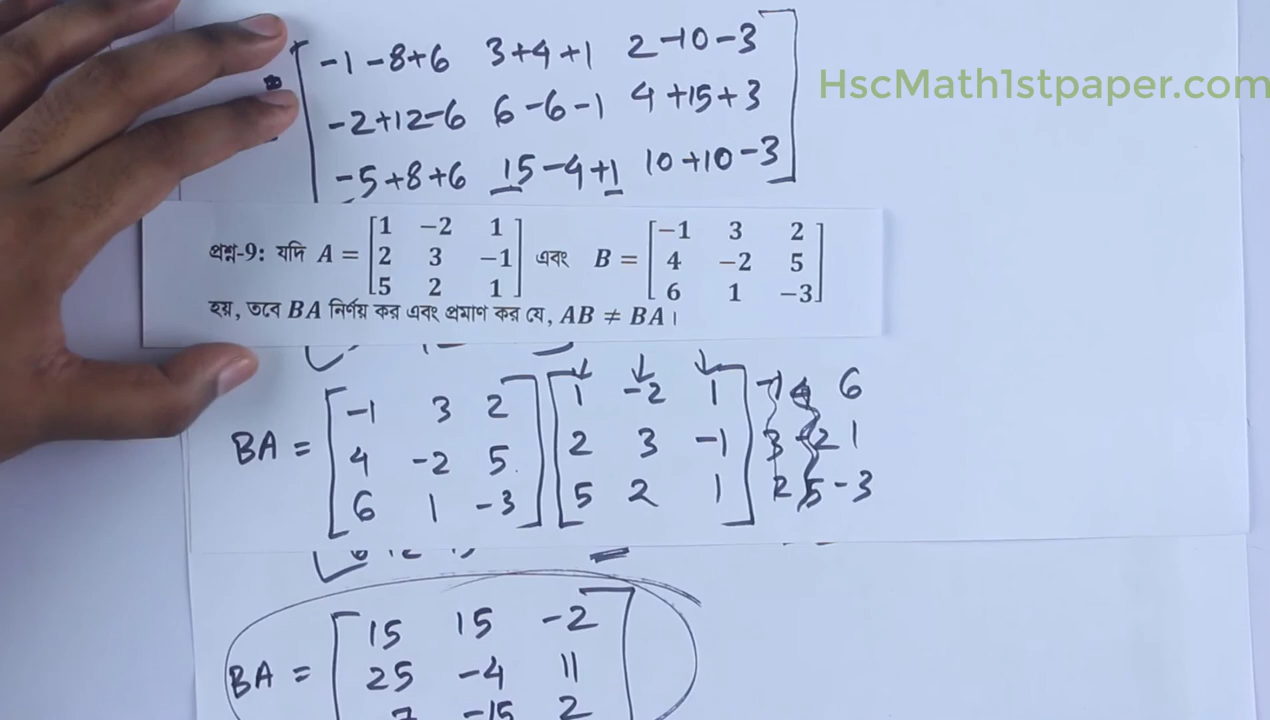 -1-8+6 3+4+1 2-10-3
HscMath1stpaper.com
-2+12-6 6-6-1 4+15+3
-5+8+6 15-4+1 10+10-3
প্রশ্ন-9: যদি A = [1 -2 1 এবং B = [-1 3 2
2 3 -1 4 -2 5
5 2 1] 6 1 -3]
হয়, তবে BA নির্ণয় কর এবং প্রমাণ কর যে, AB ≠ BA।
BA = [-1 3 2 [1 -2 1 6
4 -2 5 2 3 -1 3 1
6 1 -3] 5 2 1] 2 5 -3
BA = [15 15 -2
25 -4 11
7 -15 2